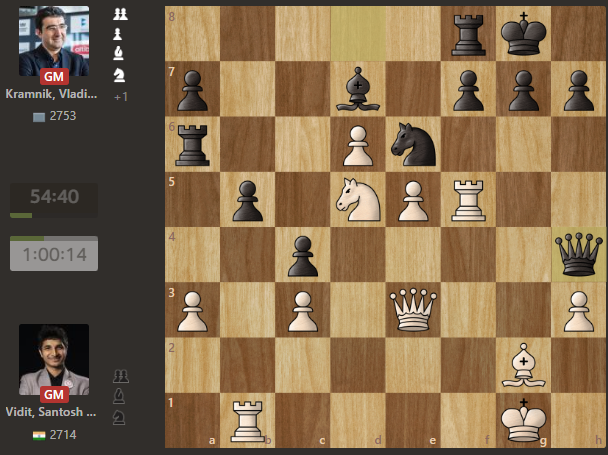 GM
Kramnik, Vladi...
2753
+1
54:40
1:00:14
GM
Vidit, Santosh ...
2714
8
7
6
5
4
3
2
1
a b c d e f g h